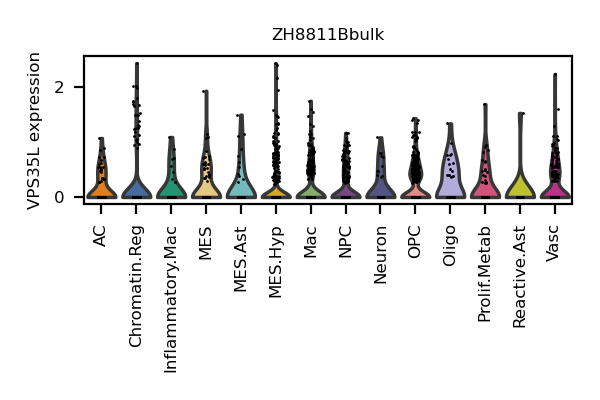 ZH8811Bbulk
VPS35L expression
2
0
AC
Chromatin.Reg
Inflammatory.Mac
MES
MES.Ast
MES.Hyp
Mac
NPC
Neuron
OPC
Oligo
Prolif.Metab
Reactive.Ast
Vasc